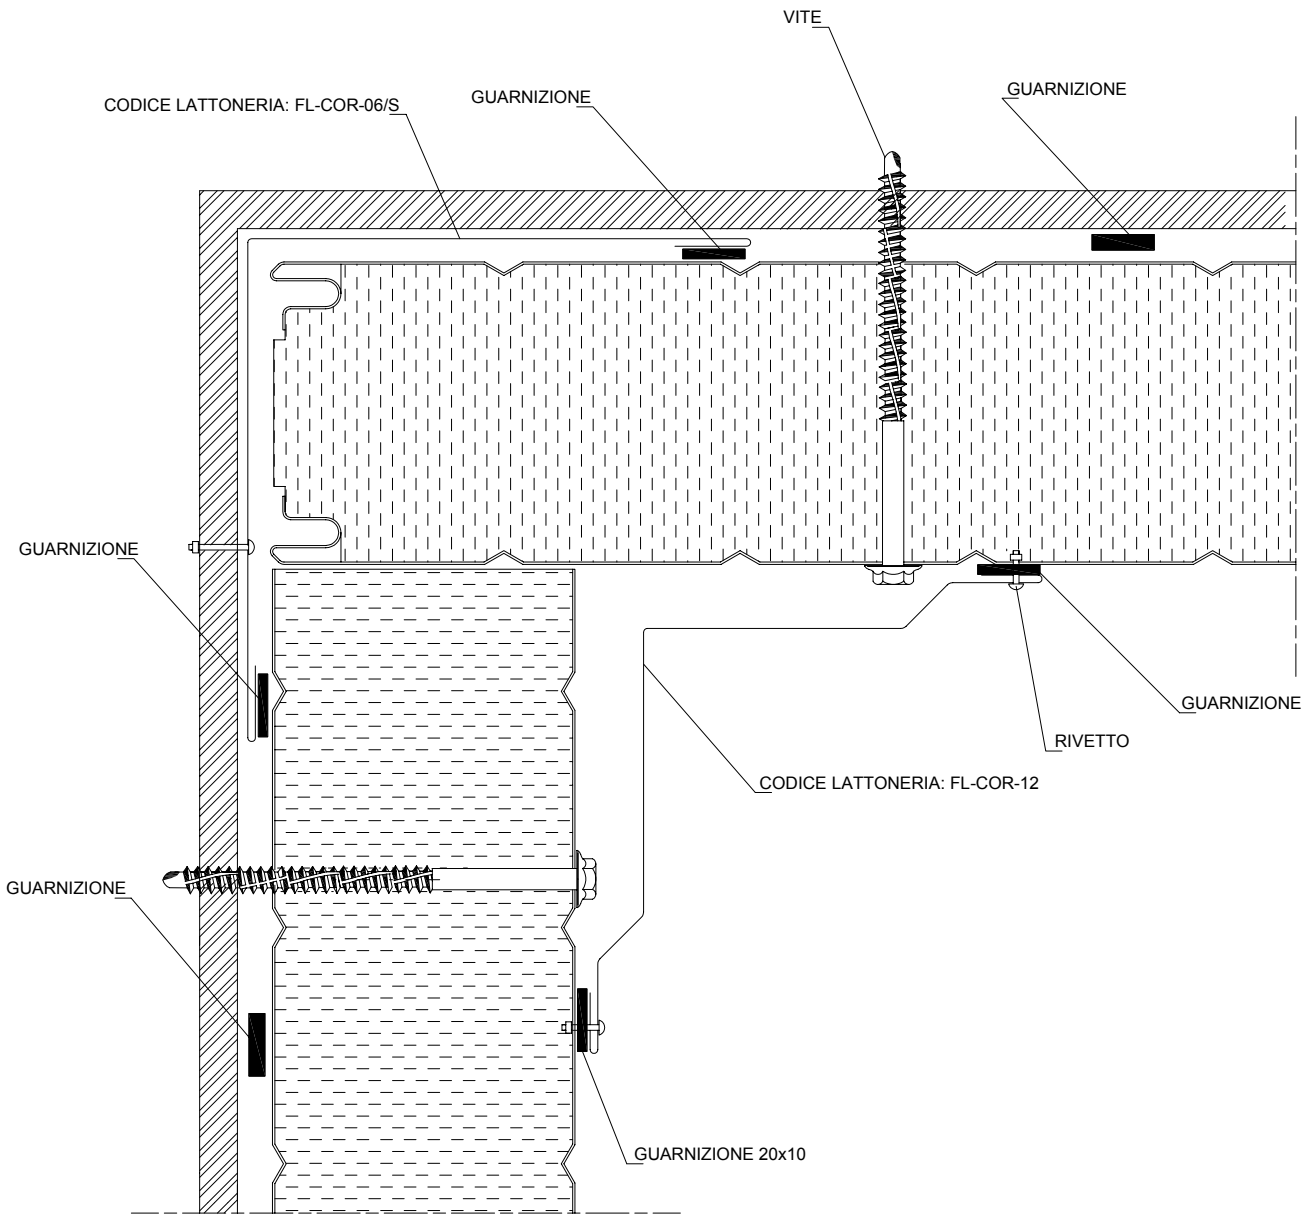 VITE
CODICE LATTONERIA: FL-COR-06/S
GUARNIZIONE
GUARNIZIONE
GUARNIZIONE
GUARNIZIONE
RIVETTO
CODICE LATTONERIA: FL-COR-12
GUARNIZIONE
GUARNIZIONE 20x10